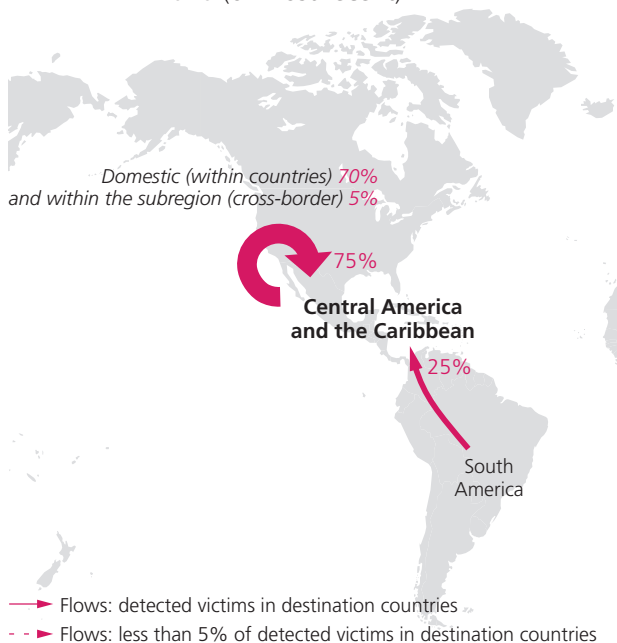 Domestic (within countries) 70%
and within the subregion (cross-border) 5%
75%
Central America
and the Caribbean
25%
South
America
Flows: detected victims in destination countries
Flows: less than 5% of detected victims in destination countries